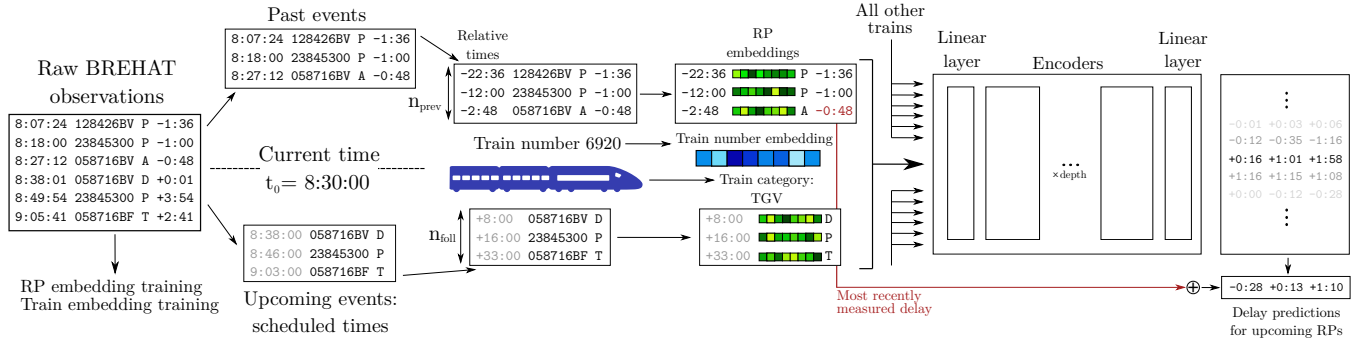 Raw BREHAT
observations
8:07:24 128426BV P -1:36
8:18:00 23845300 P -1:00
8:27:12 058716BV A -0:48
8:38:01 058716BV D +0:01
8:49:54 23845300 P +3:54
9:05:41 058716BF T +2:41
RP embedding training
Train embedding training
Past events
8:07:24 128426BV P -1:36
8:18:00 23845300 P -1:00
8:27:12 058716BV A -0:48
Current time
t0= 8:30:00
8:38:00 058716BV D
8:46:00 23845300 P
9:03:00 058716BF T
Upcoming events:
scheduled times
Relative
times
nprev
-22:36 128426BV P -1:36
-12:00 23845300 P -1:00
-2:48 058716BV A -0:48
Train number 6920
nfoll
+8:00 058716BV D
+16:00 23845300 P
+33:00 058716BF T
RP
embeddings
-22:36 P -1:36
-12:00 P -1:00
-2:48 A -0:48
Train number embedding
Train category:
TGV
+8:00 D
+16:00 P
+33:00 T
Most recently
measured delay
All other
trains
Linear
layer
Encoders
...
×depth
Linear
layer
-0:01 +0:03 +0:06
-0:12 -0:35 -1:16
+0:16 +1:01 +1:58
+1:16 +1:15 +1:08
+0:00 -0:12 -0:28
-0:28 +0:13 +1:10
Delay predictions
for upcoming RPs